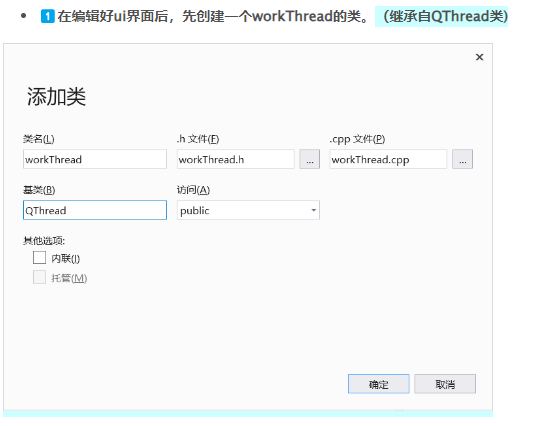 1 在编辑好ui界面后，先创建一个workThread的类。（继承自QThread类)
添加类
类名(L) .h 文件(F) .cpp 文件(P)
workThread workThread.h ... workThread.cpp ...
基类(B) 访问(A)
QThread public
其他选项:
内联(I)
托管(M)
确定 取消